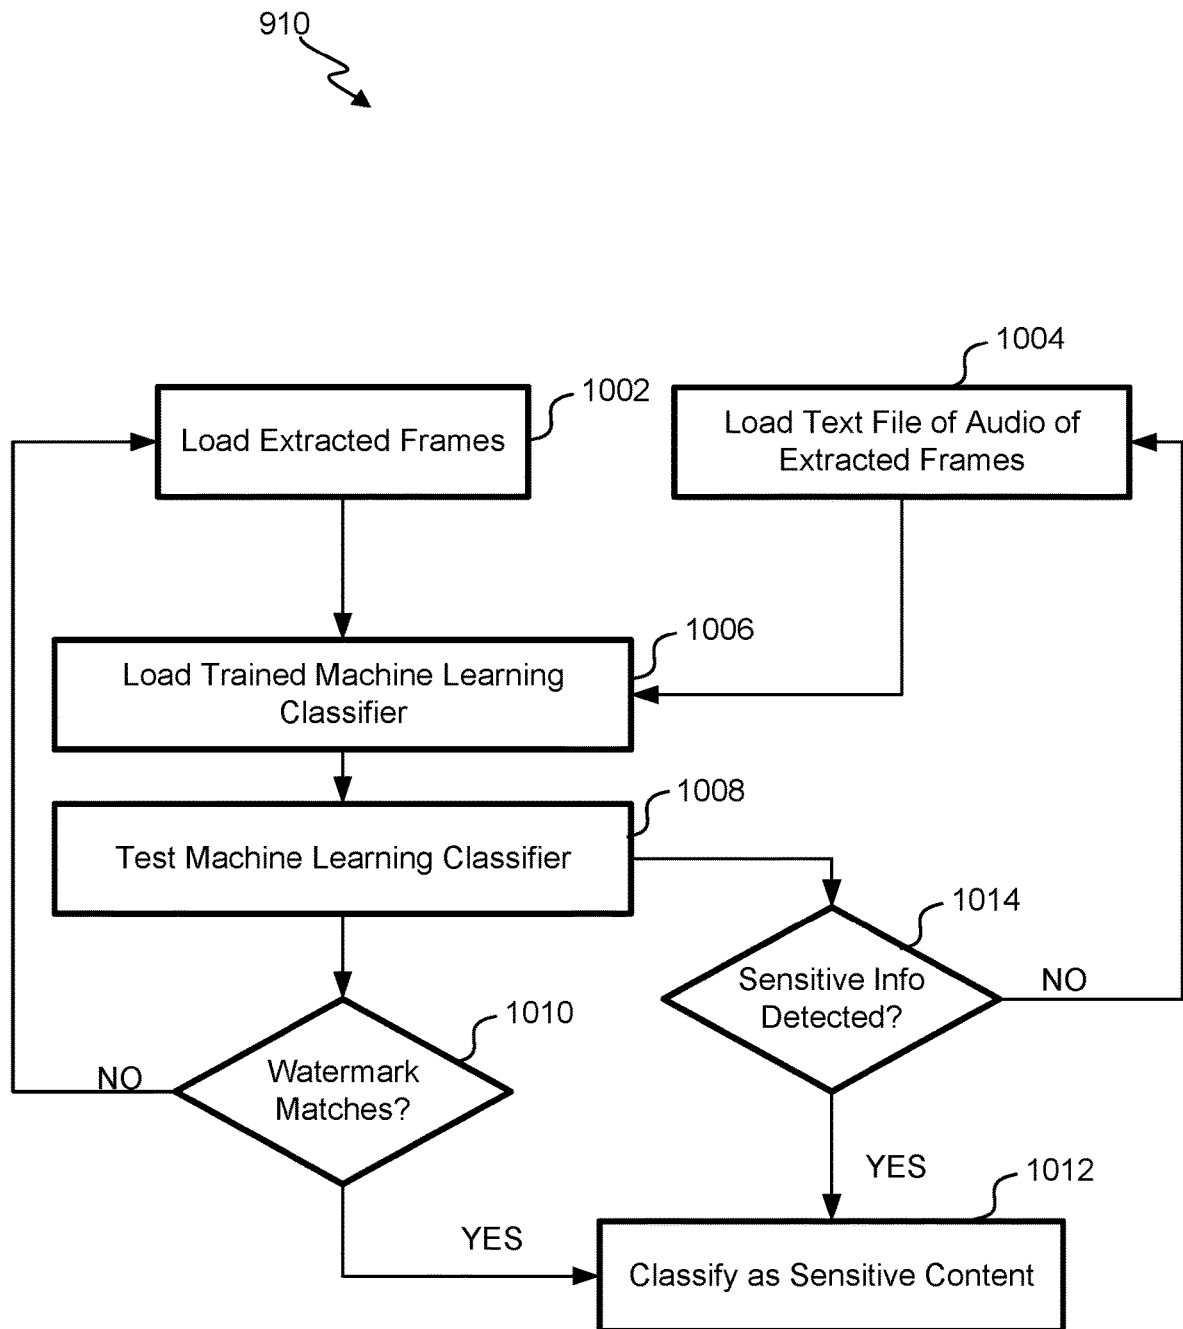 910
1004
1002
Load Extracted Frames
Load Text File of Audio of
Extracted Frames
1006
Load Trained Machine Learning
Classifier
1008
Test Machine Learning Classifier
1014
Sensitive Info
Detected?
NO
1010
Watermark
Matches?
NO
YES
1012
YES
Classify as Sensitive Content